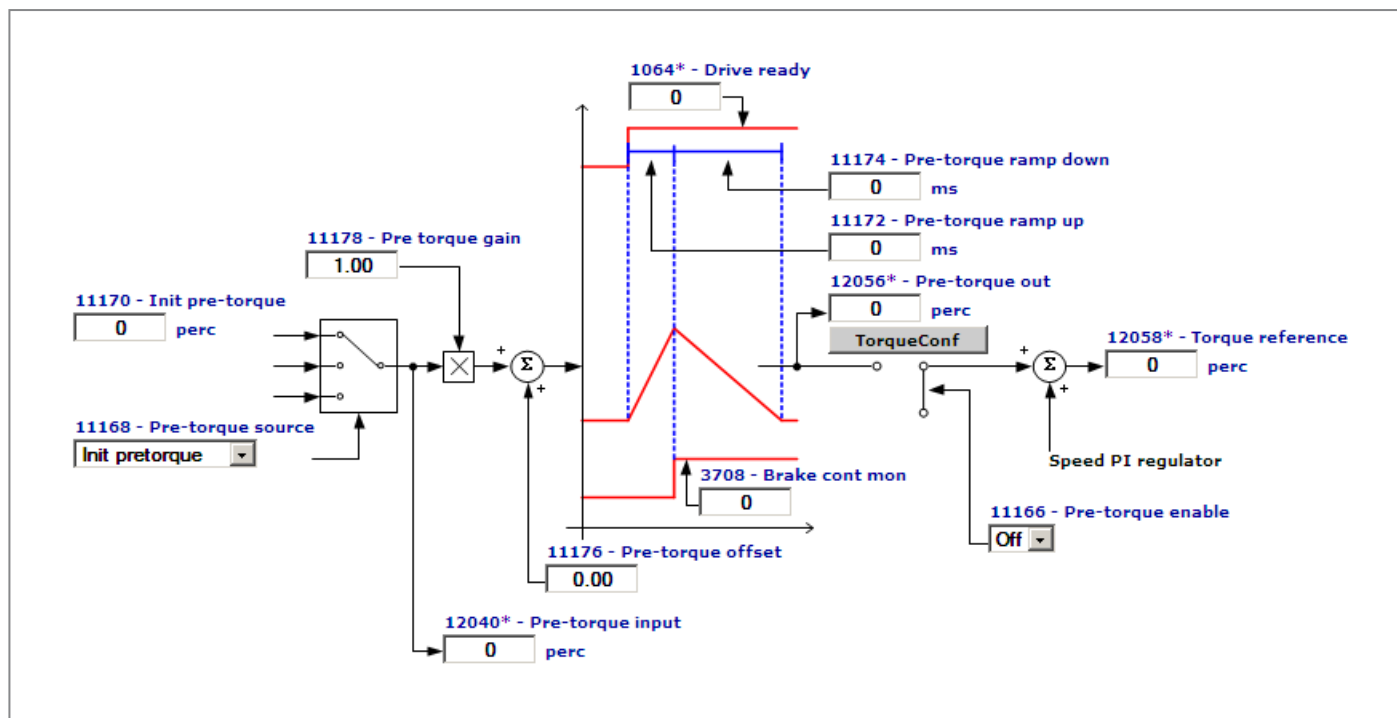 1064* - Drive ready
0
11174 - Pre-torque ramp down
0 ms
11172 - Pre-torque ramp up
0 ms
11178 - Pre torque gain
1.00
12056* - Pre-torque out
0 perc
11170 - Init pre-torque
0 perc
TorqueConf
12058* - Torque reference
0 perc
+
Σ
+
+
Σ
+
11168 - Pre-torque source
Init pretorque
Speed PI regulator
3708 - Brake cont mon
0
11166 - Pre-torque enable
Off
11176 - Pre-torque offset
0.00
12040* - Pre-torque input
0 perc